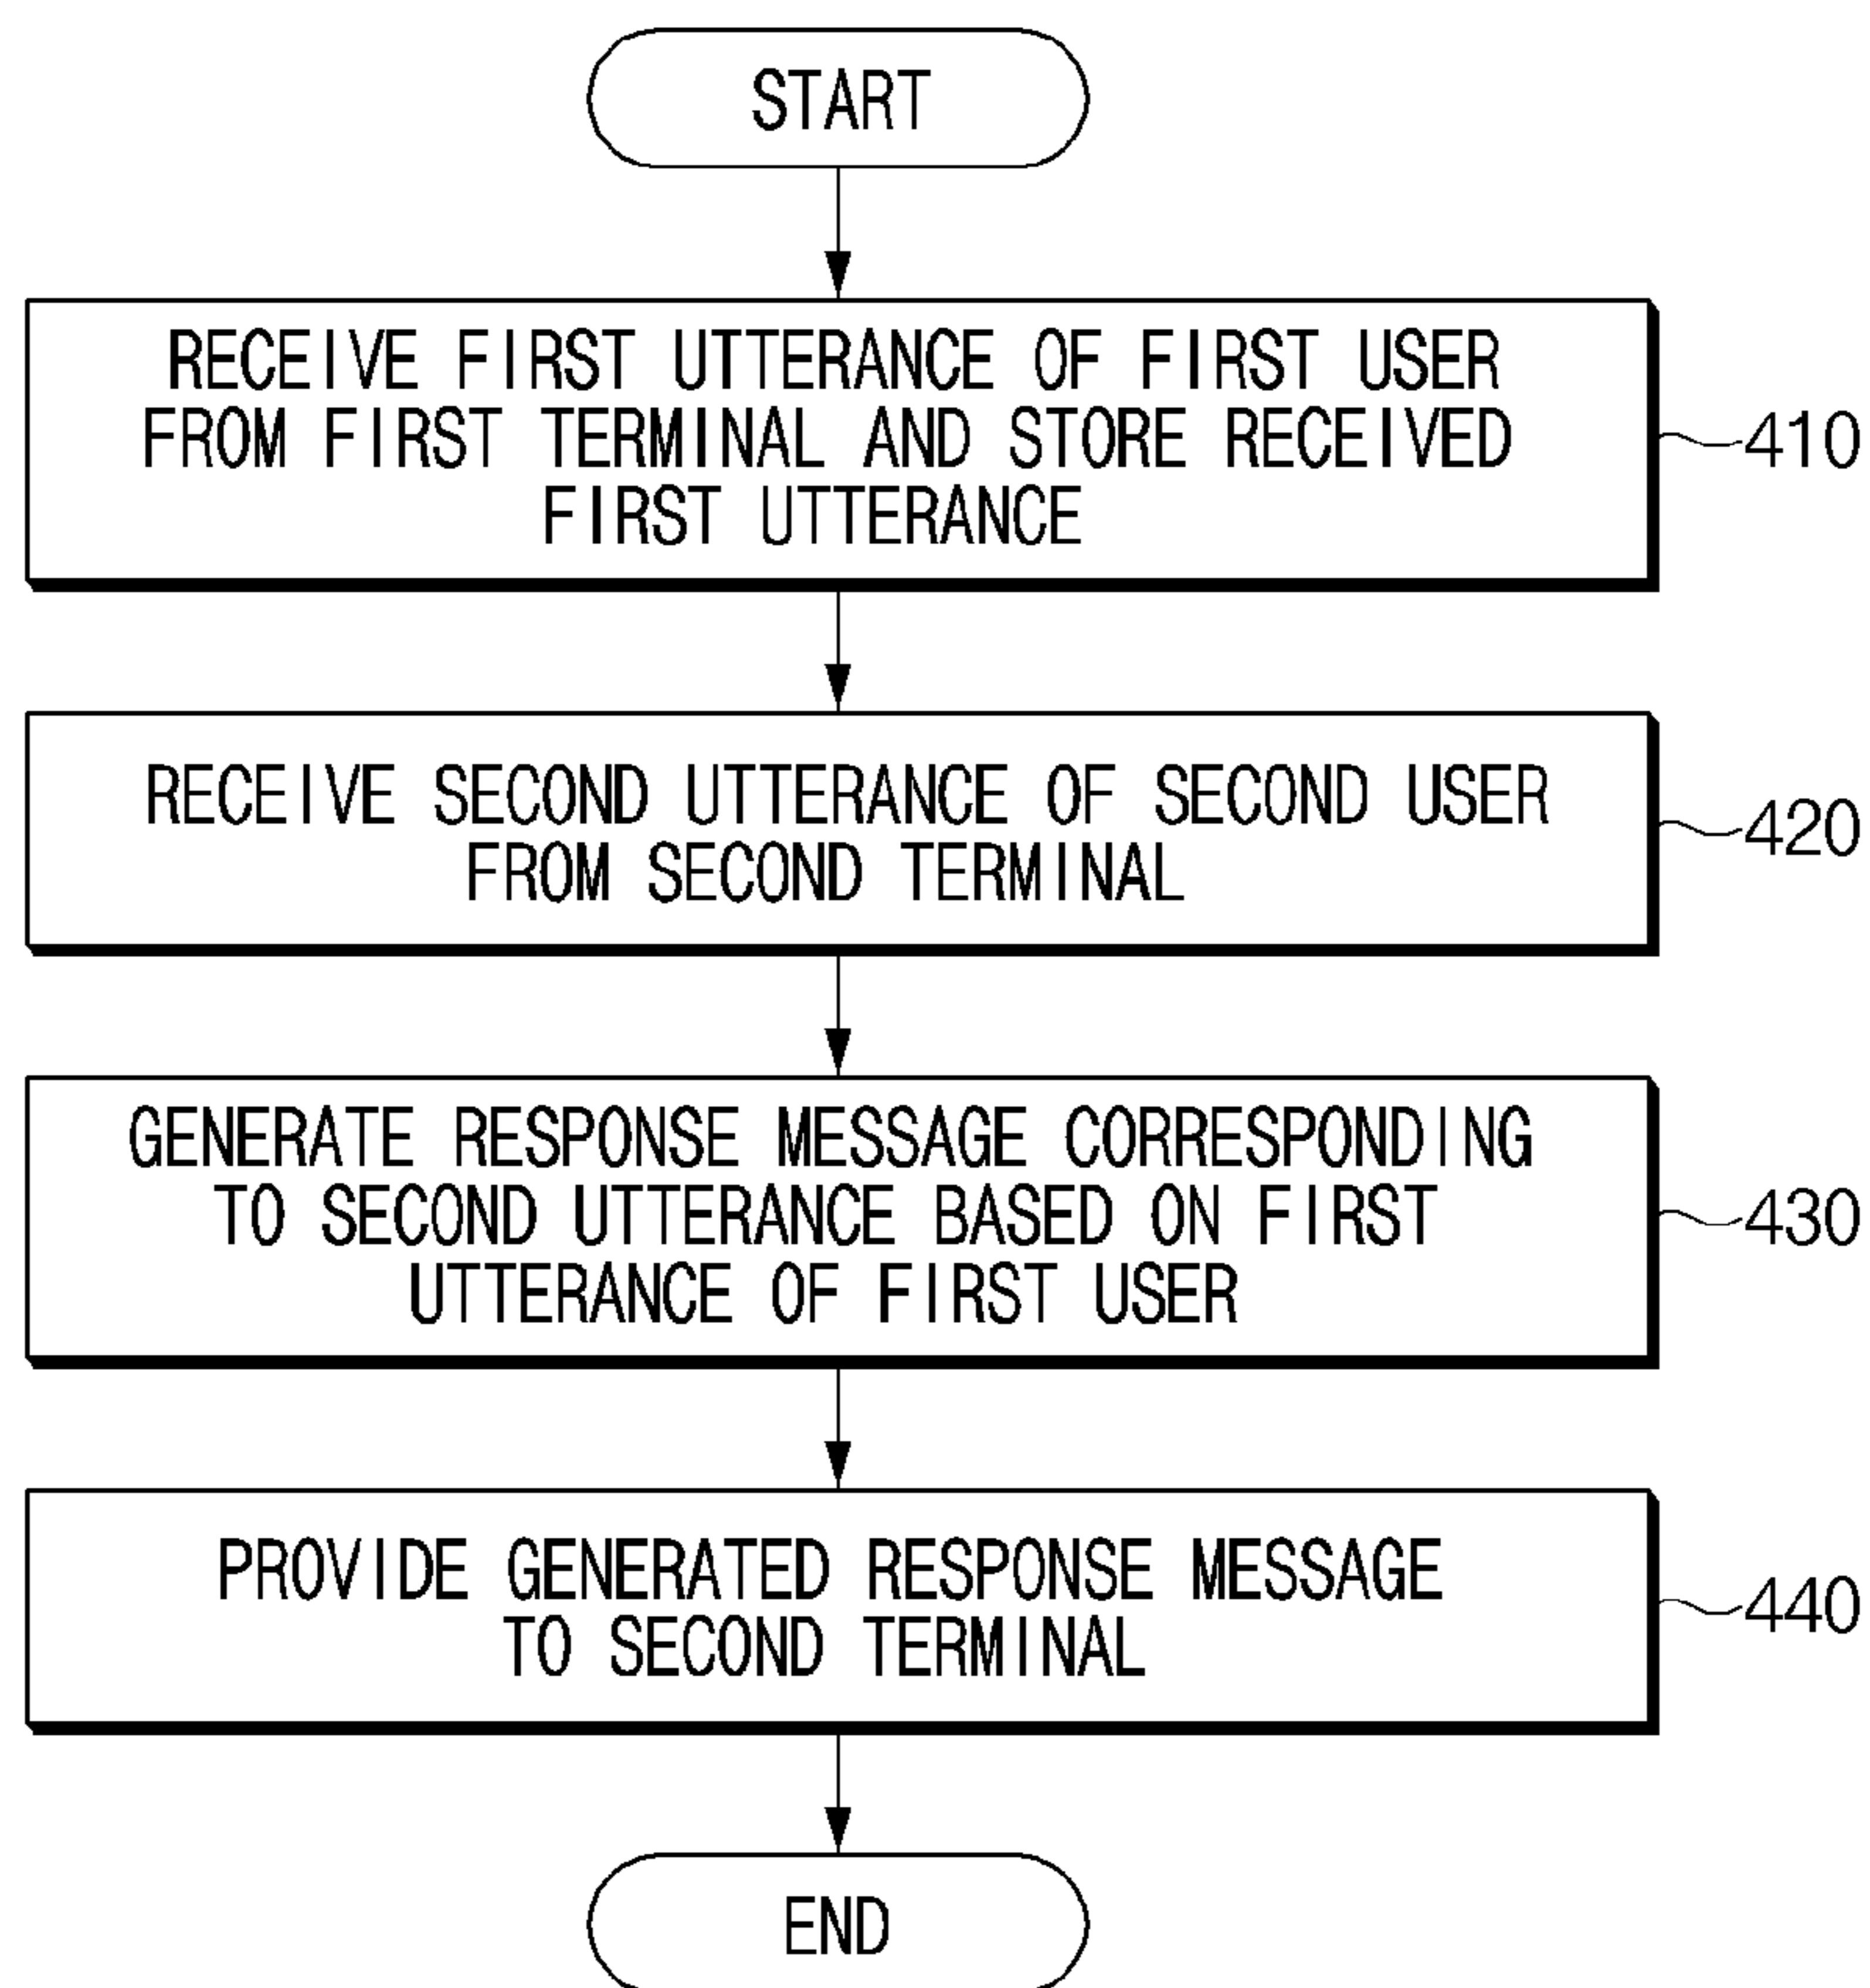 START
RECEIVE FIRST UTTERANCE OF FIRST USER
FROM FIRST TERMINAL AND STORE RECEIVED
FIRST UTTERANCE
410
RECEIVE SECOND UTTERANCE OF SECOND USER
FROM SECOND TERMINAL
420
GENERATE RESPONSE MESSAGE CORRESPONDING
TO SECOND UTTERANCE BASED ON FIRST
UTTERANCE OF FIRST USER
430
PROVIDE GENERATED RESPONSE MESSAGE
TO SECOND TERMINAL
440
END